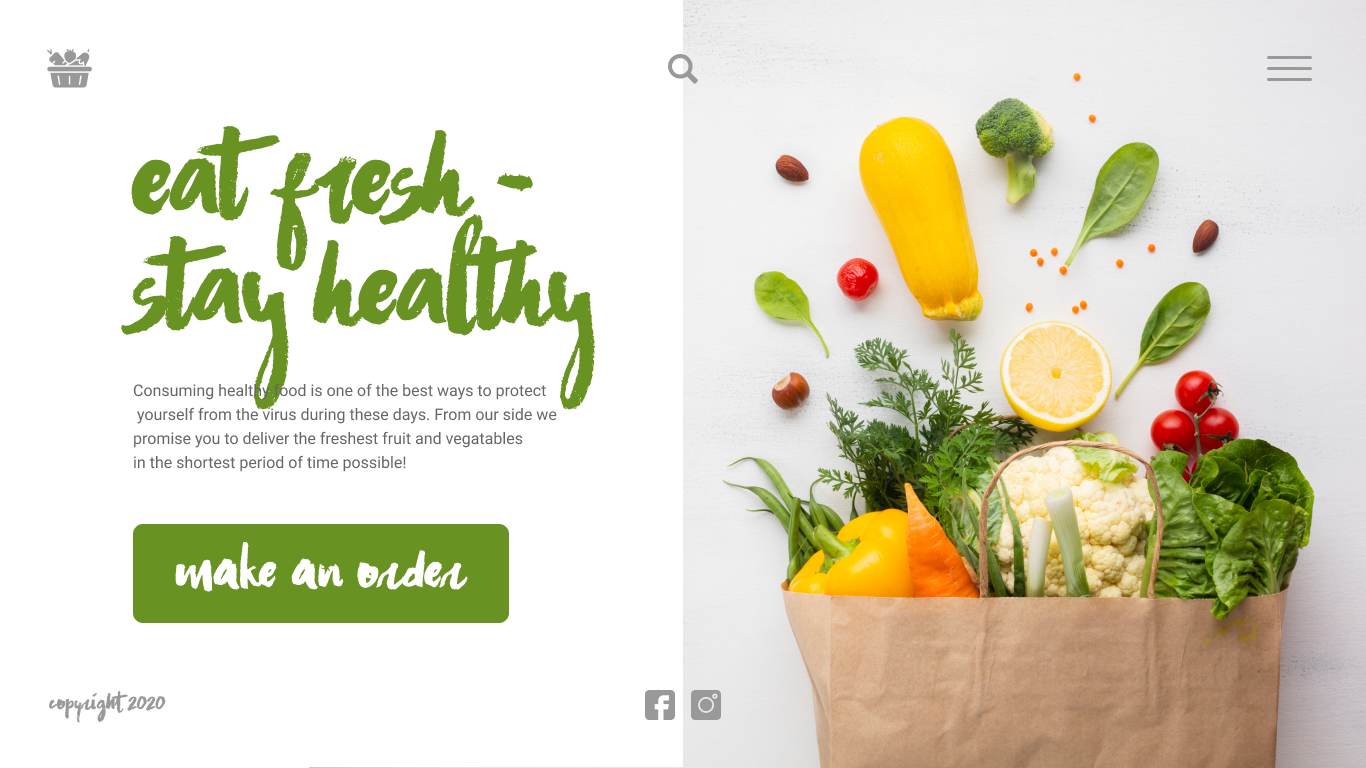 eat fresh -
stay healthy
Consuming healthy food is one of the best ways to protect
yourself from the virus during these days. From our side we
promise you to deliver the freshest fruit and vegatables
in the shortest period of time possible!
make an order
copyright 2020